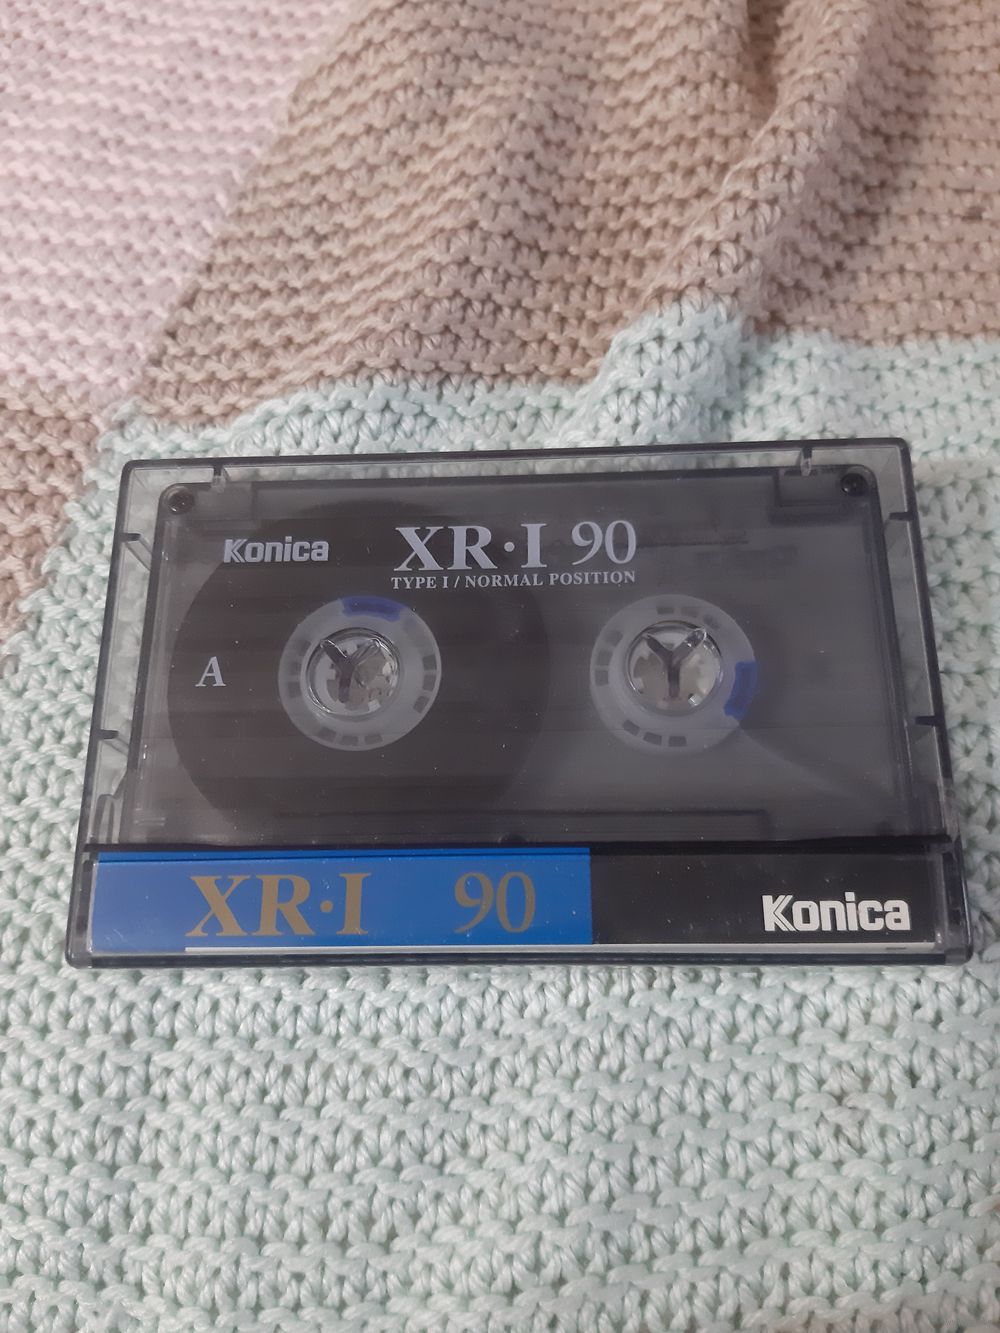 Konica
XR·I 90
TYPE I / NORMAL POSITION
A
XR·I 90
Konica